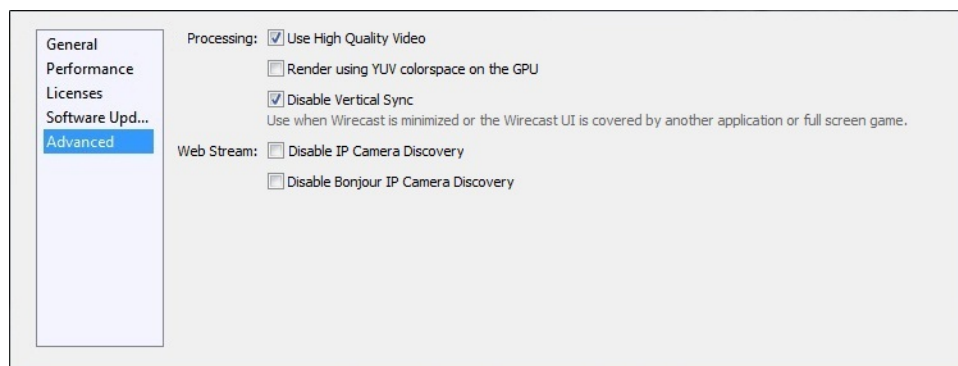 General
Performance
Licenses
Software Upd...
Advanced
Processing: Use High Quality Video
Render using YUV colorspace on the GPU
Disable Vertical Sync
Use when Wirecast is minimized or the Wirecast UI is covered by another application or full screen game.
Web Stream: Disable IP Camera Discovery
Disable Bonjour IP Camera Discovery